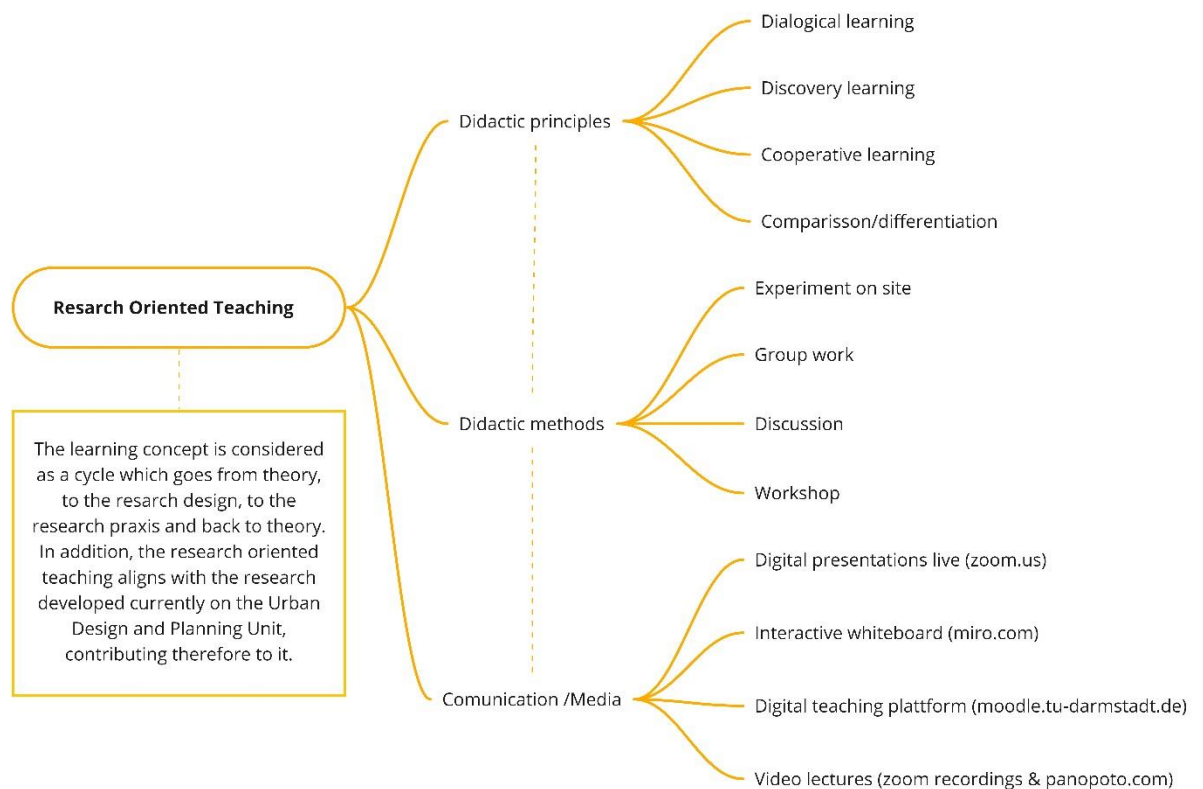 Resarch Oriented Teaching
The learning concept is considered
as a cycle which goes from theory,
to the resarch design, to the
research praxis and back to theory.
In addition, the research oriented
teaching aligns with the research
developed currently on the Urban
Design and Planning Unit,
contributing therefore to it.
Didactic principles
Dialogical learning
Discovery learning
Cooperative learning
Comparisson/differentiation
Didactic methods
Experiment on site
Group work
Discussion
Workshop
Comunication /Media
Digital presentations live (zoom.us)
Interactive whiteboard (miro.com)
Digital teaching plattform (moodle.tu-darmstadt.de)
Video lectures (zoom recordings & panopoto.com)